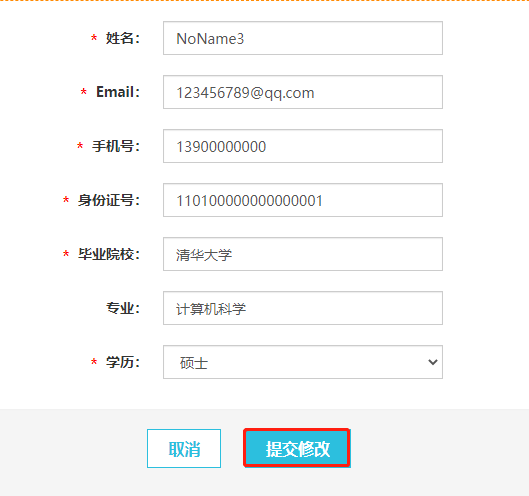 * 姓名: NoName3
* Email: 123456789@qq.com
* 手机号: 13900000000
* 身份证号: 110100000000000001
* 毕业院校: 清华大学
专业: 计算机科学
* 学历: 硕士
取消 提交修改